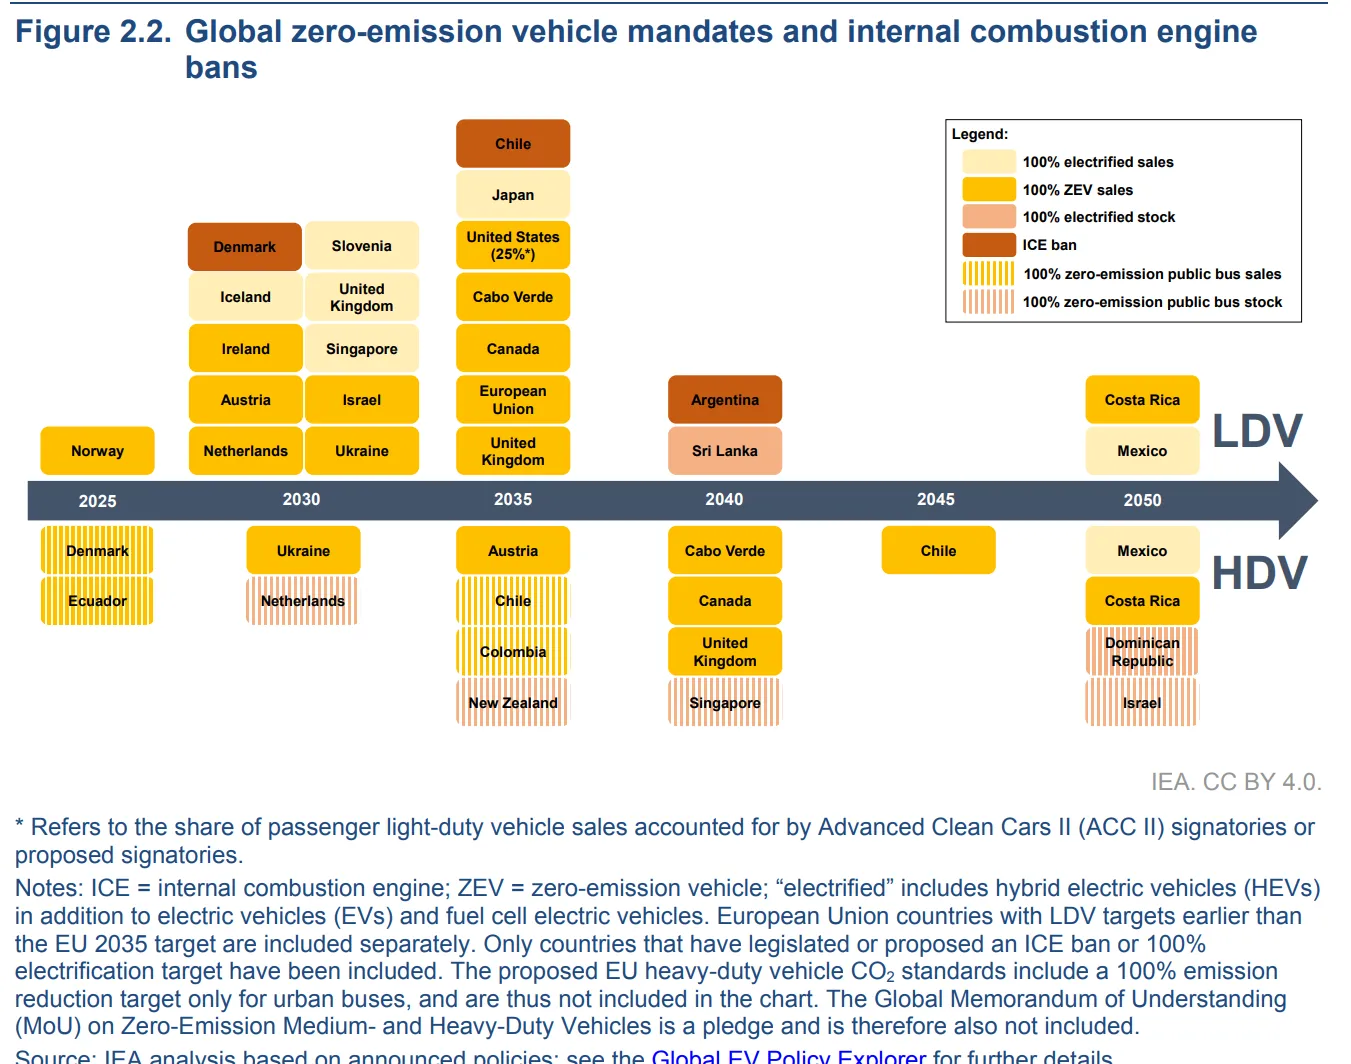 Figure 2.2. Global zero-emission vehicle mandates and internal combustion engine
bans
Legend:
100% electrified sales
100% ZEV sales
100% electrified stock
ICE ban
100% zero-emission public bus sales
100% zero-emission public bus stock
Chile
Japan
United States
(25%*)
Cabo Verde
Canada
European
Union
United
Kingdom
Denmark
Iceland
Ireland
Austria
Netherlands
Slovenia
United
Kingdom
Singapore
Israel
Ukraine
Norway
Argentina
Sri Lanka
Costa Rica
Mexico
LDV
2025
2030
2035
2040
2045
2050
HDV
Denmark
Ecuador
Ukraine
Netherlands
Austria
Chile
Colombia
New Zealand
Cabo Verde
Canada
United
Kingdom
Singapore
Chile
Mexico
Costa Rica
Dominican
Republic
Israel
IEA. CC BY 4.0.
* Refers to the share of passenger light-duty vehicle sales accounted for by Advanced Clean Cars II (ACC II) signatories or
proposed signatories.
Notes: ICE = internal combustion engine; ZEV = zero-emission vehicle; “electrified” includes hybrid electric vehicles (HEVs)
in addition to electric vehicles (EVs) and fuel cell electric vehicles. European Union countries with LDV targets earlier than
the EU 2035 target are included separately. Only countries that have legislated or proposed an ICE ban or 100%
electrification target have been included. The proposed EU heavy-duty vehicle CO₂ standards include a 100% emission
reduction target only for urban buses, and are thus not included in the chart. The Global Memorandum of Understanding
(MoU) on Zero-Emission Medium- and Heavy-Duty Vehicles is a pledge and is therefore also not included.
Source: IEA analysis based on announced policies; see the Global EV Policy Explorer for further details